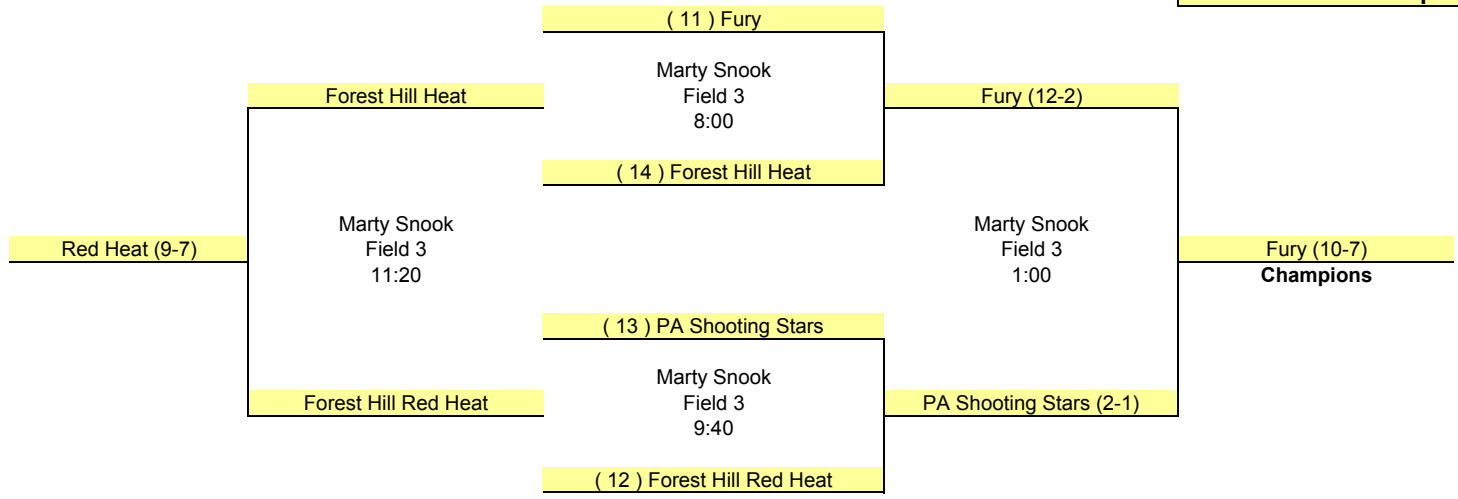 ( 11 ) Fury
Marty Snook
Field 3
8:00
Forest Hill Heat
Fury (12-2)
( 14 ) Forest Hill Heat
Marty Snook
Field 3
11:20
Red Heat (9-7)
Marty Snook
Field 3
1:00
Fury (10-7)
Champions
( 13 ) PA Shooting Stars
Marty Snook
Field 3
9:40
Forest Hill Red Heat
PA Shooting Stars (2-1)
( 12 ) Forest Hill Red Heat